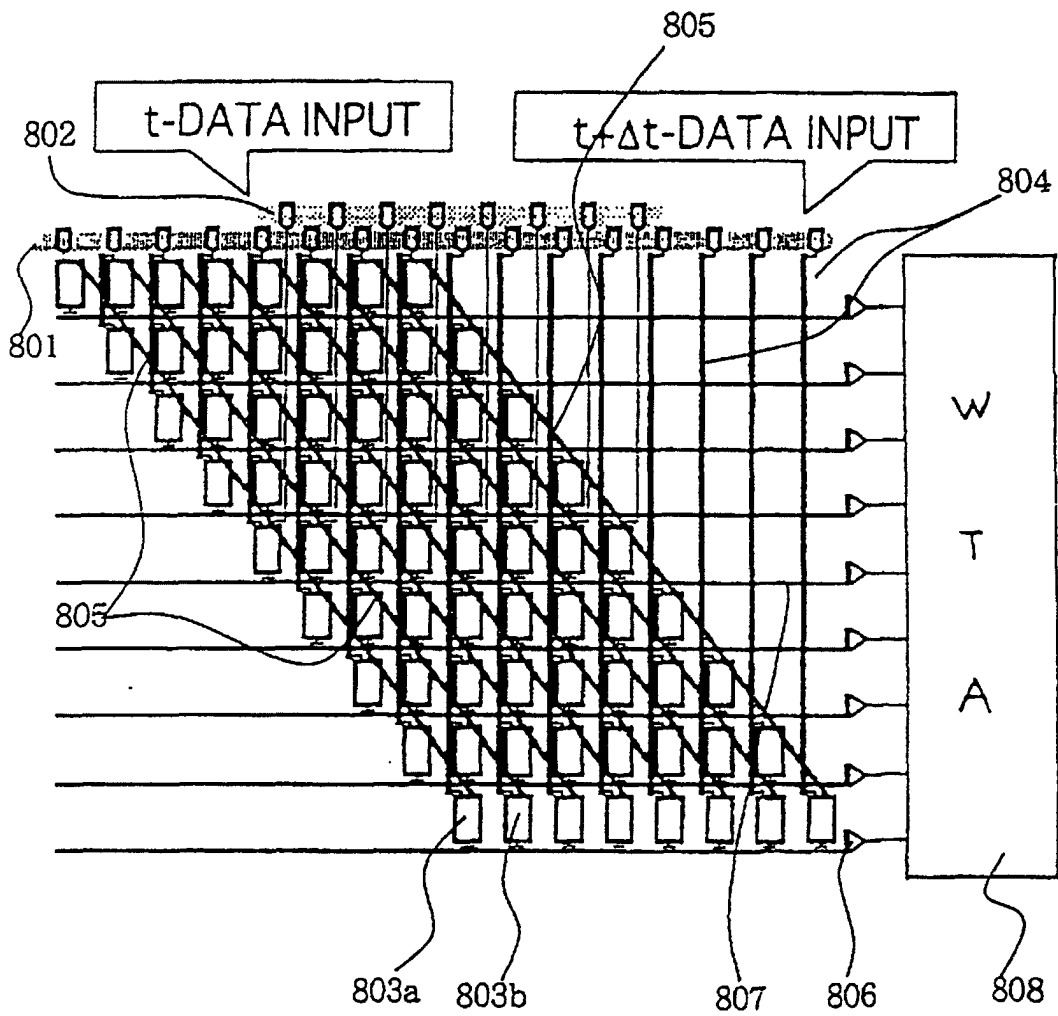 805
t-DATA INPUT
t+Δt-DATA INPUT
802
804
801
W
T
A
805
803a
803b
807
806
808